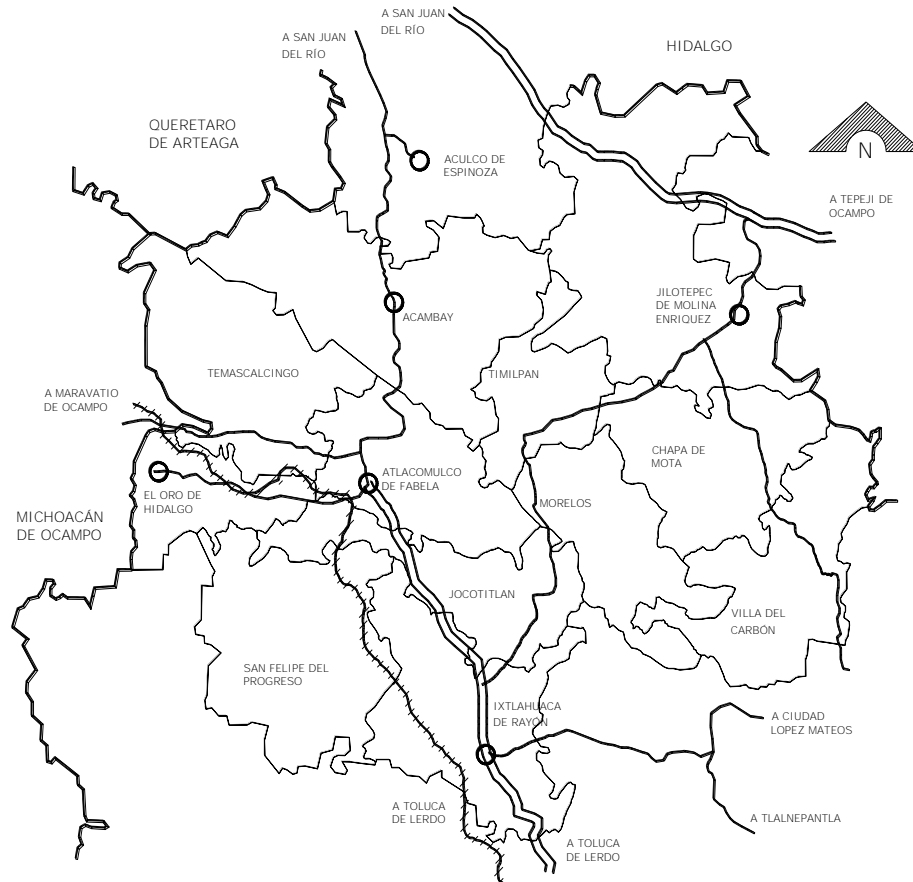 A SAN JUAN
DEL RÍO
A SAN JUAN
DEL RÍO
HIDALGO
QUERETARO
DE ARTEAGA
N
ACULCO DE
ESPINOZA
A TEPEJI DE
OCAMPO
JILOTEPEC
DE MOLINA
ENRIQUEZ
ACAMBAY
TEMASCALCINGO
TIMILPAN
A MARAVATIO
DE OCAMPO
CHAPA DE
MOTA
ATLACOMULCO
DE FABELA
EL ORO DE
HIDALGO
MORELOS
MICHOACÁN
DE OCAMPO
JOCOTITLAN
VILLA DEL
CARBÓN
SAN FELIPE DEL
PROGRESO
IXTLAHUACA
DE RAYÓN
A CIUDAD
LOPEZ MATEOS
A TOLUCA
DE LERDO
A TLALNEPANTLA
A TOLUCA
DE LERDO